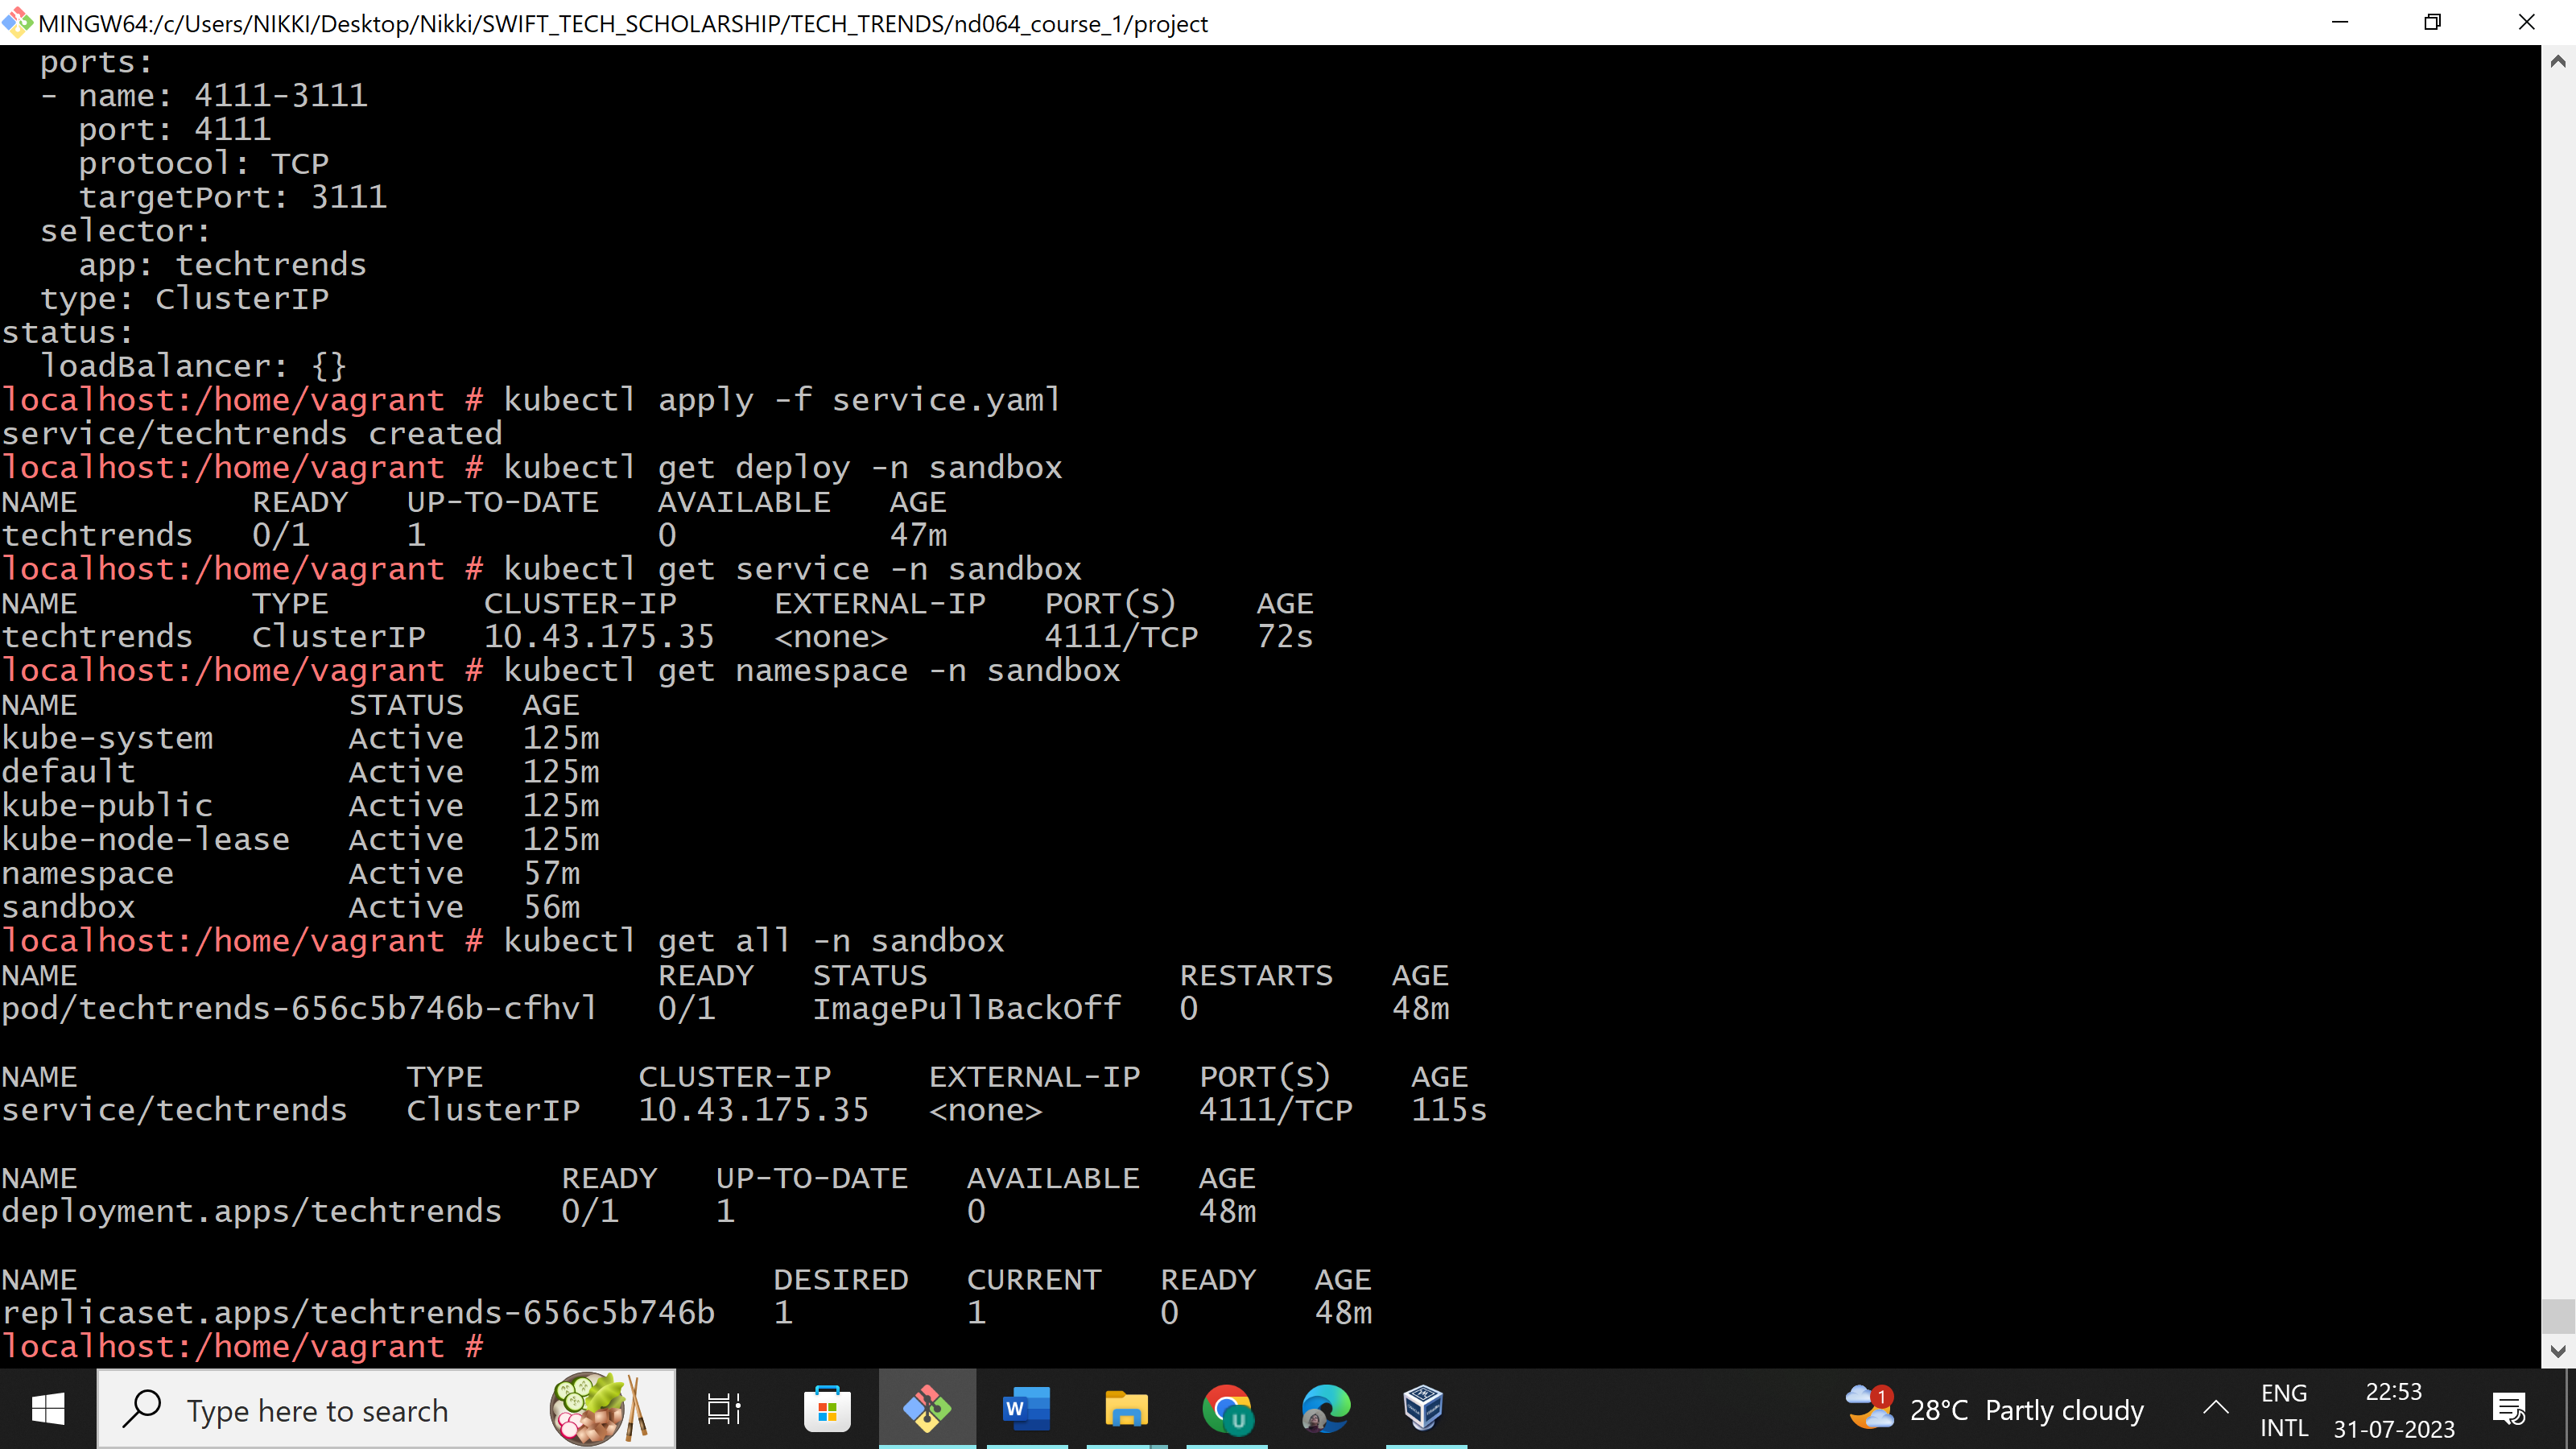 MINGW64:/c/Users/NIKKI/Desktop/Nikki/SWIFT_TECH_SCHOLARSHIP/TECH_TRENDS/nd064_course_1/project
  ports:
  - name: 4111-3111
    port: 4111
    protocol: TCP
    targetPort: 3111
  selector:
    app: techtrends
  type: ClusterIP
status:
  loadBalancer: {}
localhost:/home/vagrant # kubectl apply -f service.yaml
service/techtrends created
localhost:/home/vagrant # kubectl get deploy -n sandbox
NAME         READY   UP-TO-DATE   AVAILABLE   AGE
techtrends   0/1     1            0           47m
localhost:/home/vagrant # kubectl get service -n sandbox
NAME         TYPE        CLUSTER-IP     EXTERNAL-IP   PORT(S)    AGE
techtrends   ClusterIP   10.43.175.35   <none>        4111/TCP   72s
localhost:/home/vagrant # kubectl get namespace -n sandbox
NAME              STATUS   AGE
kube-system       Active   125m
default           Active   125m
kube-public       Active   125m
kube-node-lease   Active   125m
namespace         Active   57m
sandbox           Active   56m
localhost:/home/vagrant # kubectl get all -n sandbox
NAME                              READY   STATUS             RESTARTS   AGE
pod/techtrends-656c5b746b-cfhvl   0/1     ImagePullBackOff   0          48m
NAME                 TYPE        CLUSTER-IP     EXTERNAL-IP   PORT(S)    AGE
service/techtrends   ClusterIP   10.43.175.35   <none>        4111/TCP   115s
NAME                         READY   UP-TO-DATE   AVAILABLE   AGE
deployment.apps/techtrends   0/1     1            0           48m
NAME                                    DESIRED   CURRENT   READY   AGE
replicaset.apps/techtrends-656c5b746b   1         1         0       48m
localhost:/home/vagrant #
Type here to search
W
U
1
28°C Partly cloudy
ENG
INTL
22:53
31-07-2023